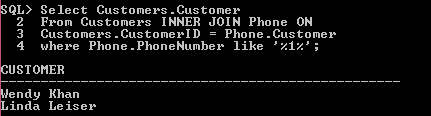 SQL> Select Customers.Customer
2 From Customers INNER JOIN Phone ON
3 Customers.CustomerID = Phone.Customer
4 where Phone.PhoneNumber like '%1%';
CUSTOMER
--------------------------------------------------
Wendy Khan
Linda Leiser